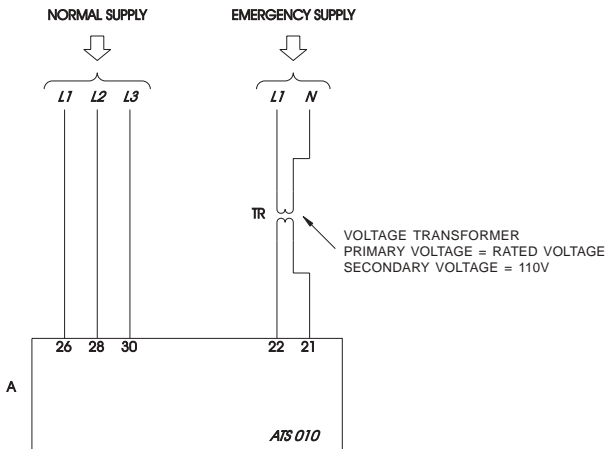 NORMAL SUPPLY
EMERGENCY SUPPLY
L1 L2 L3
L1 N
TR
VOLTAGE TRANSFORMER
PRIMARY VOLTAGE = RATED VOLTAGE
SECONDARY VOLTAGE = 110V
26 28 30
22 21
A
ATS 010